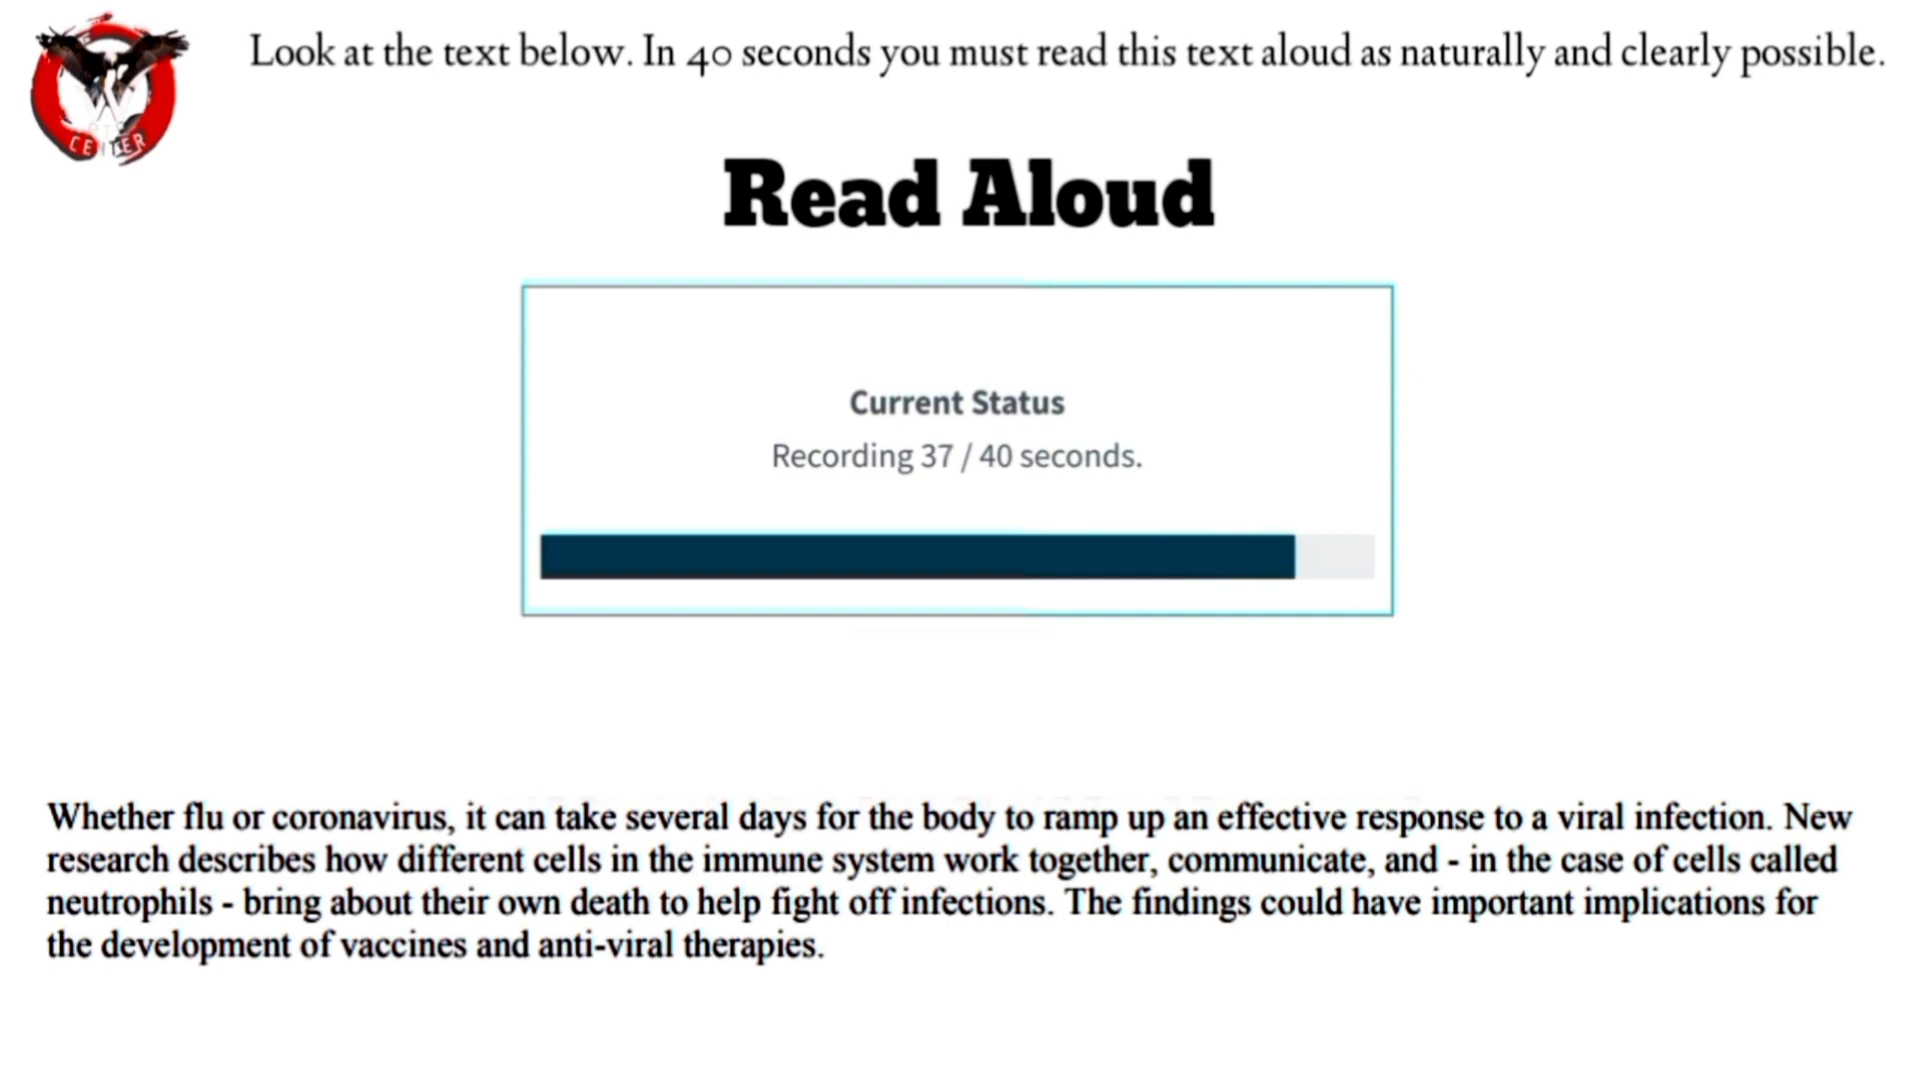 Look at the text below. In 40 seconds you must read this text aloud as naturally and clearly possible.
CENTER
Read Aloud
Current Status
Recording 37 / 40 seconds.
Whether flu or coronavirus, it can take several days for the body to ramp up an effective response to a viral infection. New
research describes how different cells in the immune system work together, communicate, and - in the case of cells called
neutrophils - bring about their own death to help fight off infections. The findings could have important implications for
the development of vaccines and anti-viral therapies.